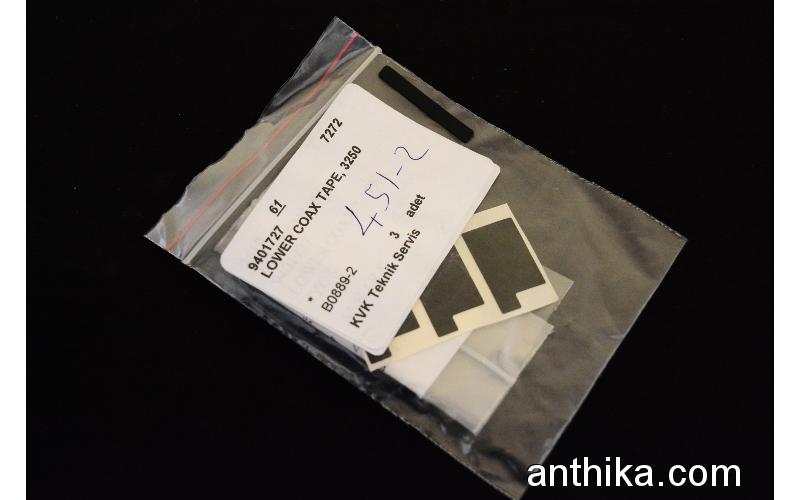 7272
9401727 61
LOWER COAX TAPE, 3250
451-2
*
B0889-2 3 adet
KVK Teknik Servis
anthika.com